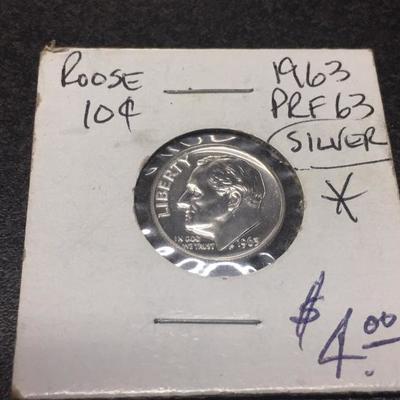 ROOSE
10¢
1963
PRF63
SILVER
*
LIBERTY
IN GOD
WE TRUST
1963
$4.00